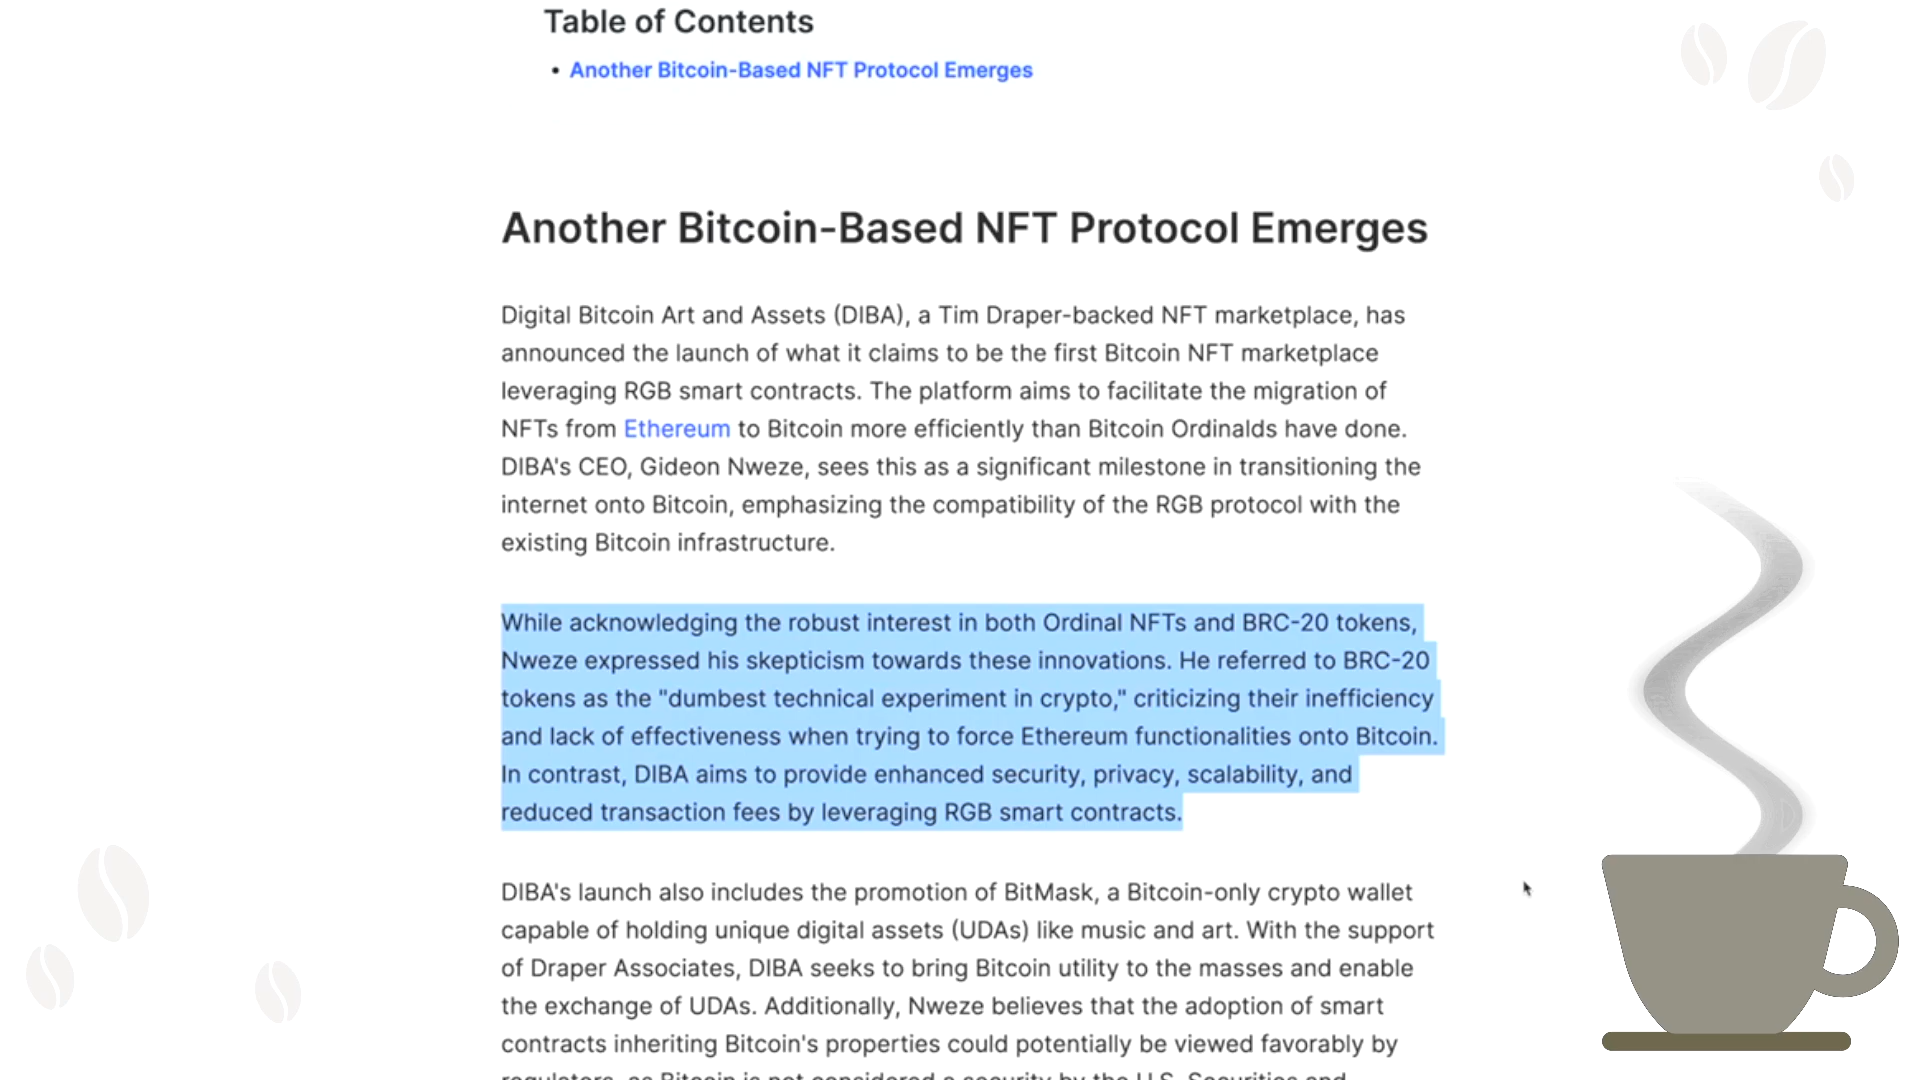 Table of Contents
• Another Bitcoin-Based NFT Protocol Emerges
Another Bitcoin-Based NFT Protocol Emerges
Digital Bitcoin Art and Assets (DIBA), a Tim Draper-backed NFT marketplace, has
announced the launch of what it claims to be the first Bitcoin NFT marketplace
leveraging RGB smart contracts. The platform aims to facilitate the migration of
NFTs from Ethereum to Bitcoin more efficiently than Bitcoin Ordinalds have done.
DIBA's CEO, Gideon Nweze, sees this as a significant milestone in transitioning the
internet onto Bitcoin, emphasizing the compatibility of the RGB protocol with the
existing Bitcoin infrastructure.
While acknowledging the robust interest in both Ordinal NFTs and BRC-20 tokens,
Nweze expressed his skepticism towards these innovations. He referred to BRC-20
tokens as the "dumbest technical experiment in crypto," criticizing their inefficiency
and lack of effectiveness when trying to force Ethereum functionalities onto Bitcoin.
In contrast, DIBA aims to provide enhanced security, privacy, scalability, and
reduced transaction fees by leveraging RGB smart contracts.
DIBA's launch also includes the promotion of BitMask, a Bitcoin-only crypto wallet
capable of holding unique digital assets (UDAs) like music and art. With the support
of Draper Associates, DIBA seeks to bring Bitcoin utility to the masses and enable
the exchange of UDAs. Additionally, Nweze believes that the adoption of smart
contracts inheriting Bitcoin's properties could potentially be viewed favorably by
regulators, as Bitcoin is not considered a security by the U.S. Securities and